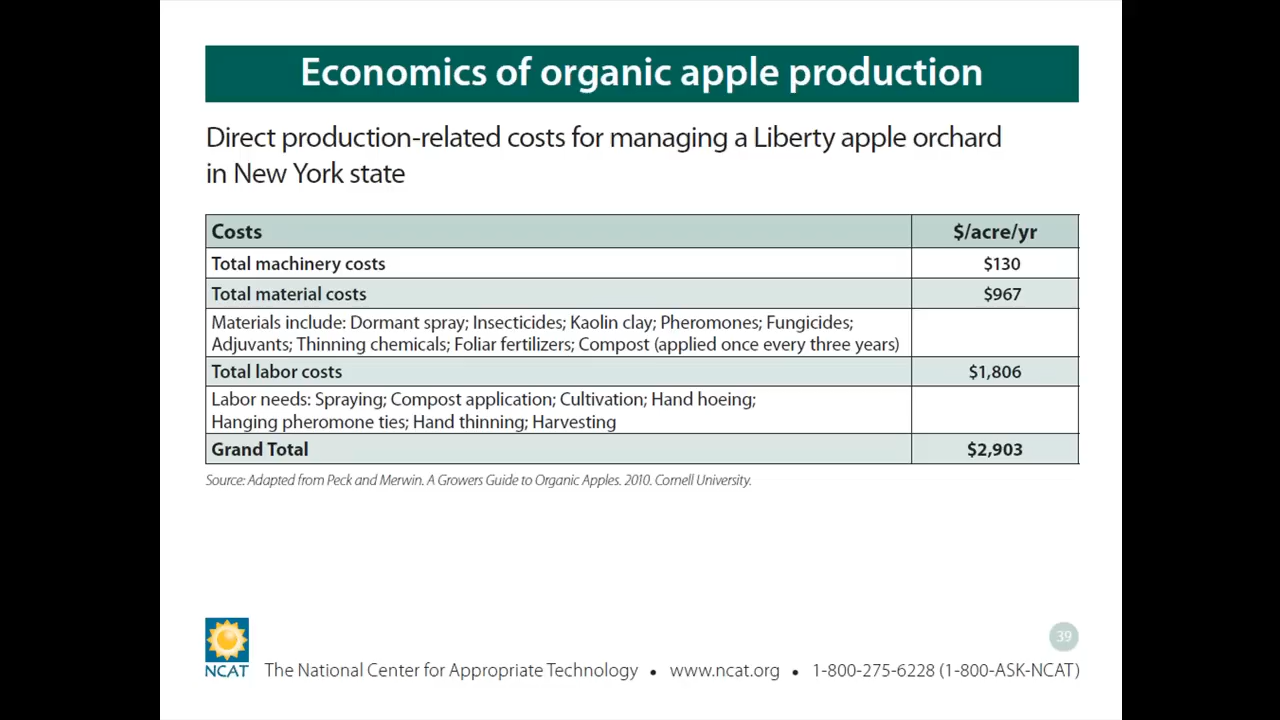 Economics of organic apple production
Direct production-related costs for managing a Liberty apple orchard
in New York state
Costs $/acre/yr
Total machinery costs $130
Total material costs $967
Materials include: Dormant spray; Insecticides; Kaolin clay; Pheromones; Fungicides;
Adjuvants; Thinning chemicals; Foliar fertilizers; Compost (applied once every three years)
Total labor costs $1,806
Labor needs: Spraying; Compost application; Cultivation; Hand hoeing;
Hanging pheromone ties; Hand thinning; Harvesting
Grand Total $2,903
Source: Adapted from Peck and Merwin. A Growers Guide to Organic Apples. 2010. Cornell University.
39
NCAT The National Center for Appropriate Technology • www.ncat.org • 1-800-275-6228 (1-800-ASK-NCAT)